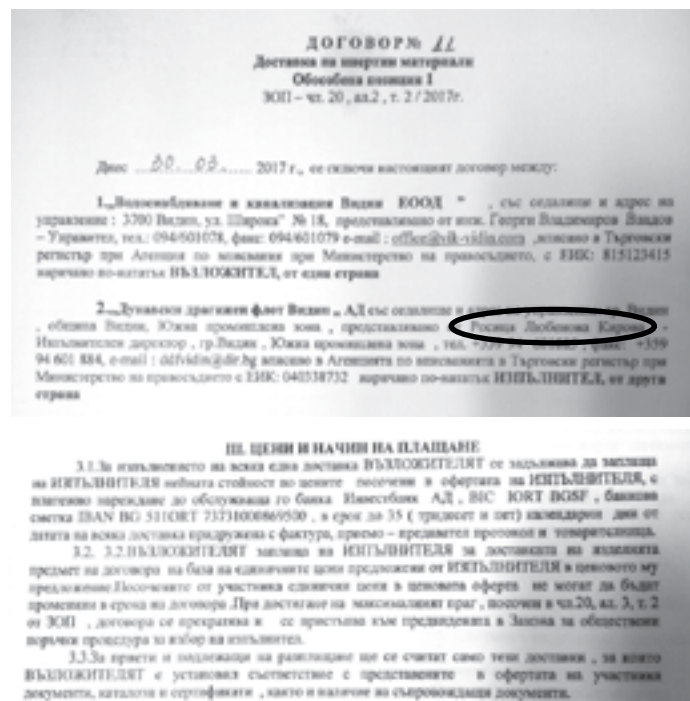 ДОГОВОР № 11
Доставка на инертни материали
Обособена позиция 1
ЗОП – чл. 20, ал.2, т. 2 / 2017г.
Днес ....30. 03....... 2017 г., се сключи настоящият договор между:
1. „Водоснабдяване и канализация Видин ЕООД " , със седалище и адрес на
управление : 3700 Видин, ул. Широка" № 18, представлявано от инж. Георги Владимиров
– Управител, тел.: 094/601078, факс: 094/601079 e-mail : office@vik-vidin.com ,вписано в Търговски
регистър при Агенция по вписвания при Министерство на правосъдието, с ЕИК: 815123415
наричано по-нататък ВЪЗЛОЖИТЕЛ, от една страна
2. „Дунавски драгажен флот Видин „ АД със седалище и Видин
, община Видин, Южна промишлена зона , представлявано Росица Любенова Кирова -
Изпълнителен директор , гр.Видин , Южна промишлена зона , тел. +359 факс: +359
94 601 884, e-mail : ddfvidin@dir.bg вписано в Агенцията по вписванията в Търговски регистър при
Министерство на правосъдието с ЕИК: 040338732 наричано по-нататък ИЗПЪЛНИТЕЛ, от друга
страна
III. ЦЕНИ И НАЧИН НА ПЛАЩАНЕ
3.1.За изпълнението на всяка една доставка ВЪЗЛОЖИТЕЛЯТ се задължава да заплаща
на ИЗПЪЛНИТЕЛЯ нейната стойност по цените посочени в офертата на ИЗПЪЛНИТЕЛЯ, с
платежно нареждане до обслужваща го банка Инвестбанк АД , BIC IORT BGSF , банкова
сметка IBAN BG 51IORT 73731000869500 , в срок до 35 ( тридесет и пет) календарни дни от
датата на всяка доставка придружена с фактура, приемо – предавател протокол и товарителница.
3.2. 3.2.ВЪЗЛОЖИТЕЛЯТ заплаща на ИЗПЪЛНИТЕЛЯ за доставката на изделията
предмет на договора на база на единичните цени предложени от ИЗПЪЛНИТЕЛЯ в ценовото му
предложение.Посочените от участника единични цени в ценовата оферта не могат да бъдат
променяни в срока на договора .При достигане на максималният праг , посочен в чл.20, ал. 3, т. 2
от ЗОП , договора се прекратява и се пристъпва към предвидената в Закона за обществени
поръчки процедура за избор на изпълнител.
3.3.За приети и подлежащи на разплащане ще се считат само тези доставки , за които
ВЪЗЛОЖИТЕЛЯТ е установил съответствие с представените в офертата на участника
документи, каталози и сертификати , както и наличие на съпровождащи документи.